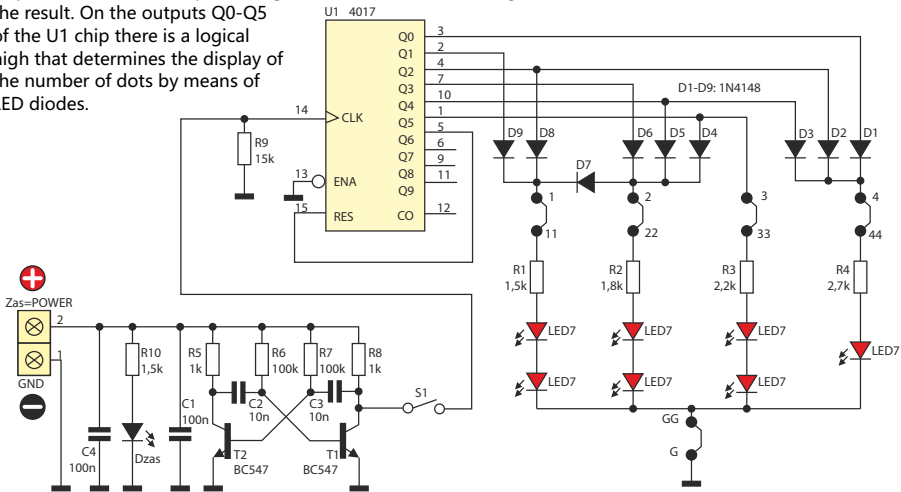 the result. On the outputs Q0-Q5
of the U1 chip there is a logical
high that determines the display of
the number of dots by means of
LED diodes.
U1 4017
Q0 3
Q1 2
Q2 4
Q3 7
Q4 10
Q5 1
Q6 5
Q7 6
Q8 9
Q9 11
CO 12
14 CLK
13 ENA
15 RES
R9
15k
D1-D9: 1N4148
D9 D8 D6 D5 D4 D3 D2 D1
D7
1 2 3 4
11 22 33 44
R1
1,5k
R2
1,8k
R3
2,2k
R4
2,7k
LED7 LED7 LED7 LED7
LED7 LED7 LED7
GG
G
Zas=POWER
2
1
GND
R10
1,5k
R5
1k
R6
100k
R7
100k
R8
1k
C1
100n
C2
10n
C3
10n
C4
100n
Dzas
T2
BC547
T1
BC547
S1